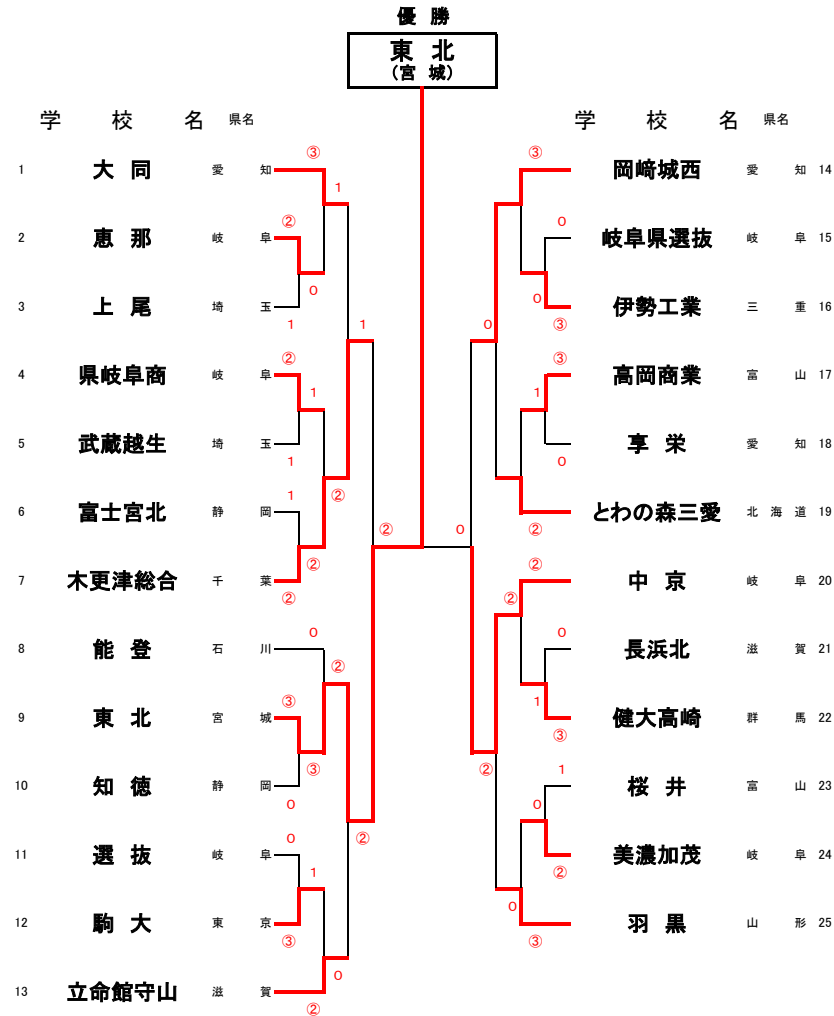 優 勝
東 北
（宮 城）
学 校 名 県名
学 校 名 県名
1 大 同 愛 知 ③
1
2 恵 那 岐 阜 ②
0
3 上 尾 埼 玉 1
1
4 県岐阜商 岐 阜 ②
1
5 武蔵越生 埼 玉 1
6 富士宮北 静 岡 1
②
②
7 木更津総合 千 葉 ②
②
8 能 登 石 川 0
②
9 東 北 宮 城 ③
③
10 知 徳 静 岡 0
②
11 選 抜 岐 阜 0
1
12 駒 大 東 京 ③
0
13 立命館守山 滋 賀 ②
③ 岡﨑城西 愛 知 14
0 岐阜県選抜 岐 阜 15
0
③ 伊勢工業 三 重 16
0
③ 高岡商業 富 山 17
1
0 享 栄 愛 知 18
② とわの森三愛 北 海 道 19
0
② 中 京 岐 阜 20
②
0 長浜北 滋 賀 21
1
③ 健大高崎 群 馬 22
②
1 桜 井 富 山 23
0
② 美濃加茂 岐 阜 24
0
③ 羽 黒 山 形 25